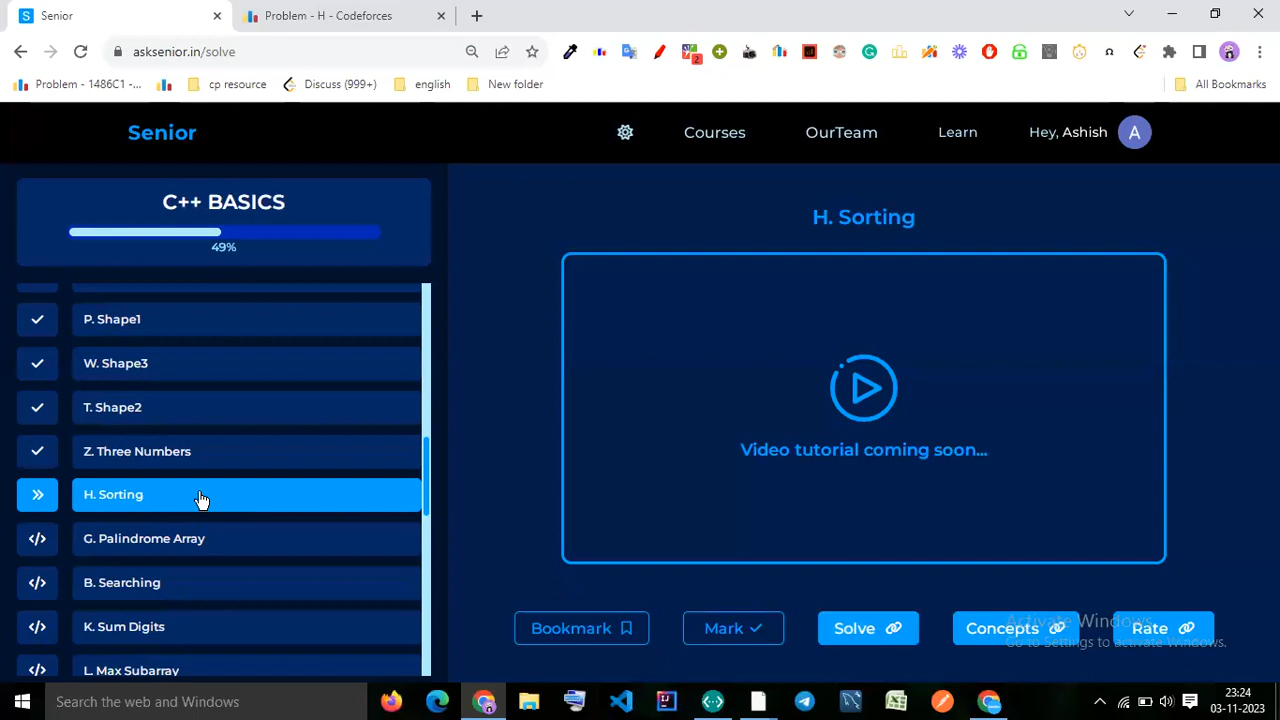 Senior
Problem - H - Codeforces
asksenior.in/solve
2
Problem - 1486C1 -...
cp resource
Discuss (999+)
english
New folder
All Bookmarks
Senior
Courses
OurTeam
Learn
Hey, Ashish
A
C++ BASICS
49%
P. Shape1
W. Shape3
T. Shape2
Z. Three Numbers
H. Sorting
G. Palindrome Array
B. Searching
K. Sum Digits
L. Max Subarray
H. Sorting
Video tutorial coming soon...
Bookmark
Mark
Solve
Concepts
Rate
Activate Windows
Go to Settings to activate Windows.
Search the web and Windows
23:24
03-11-2023